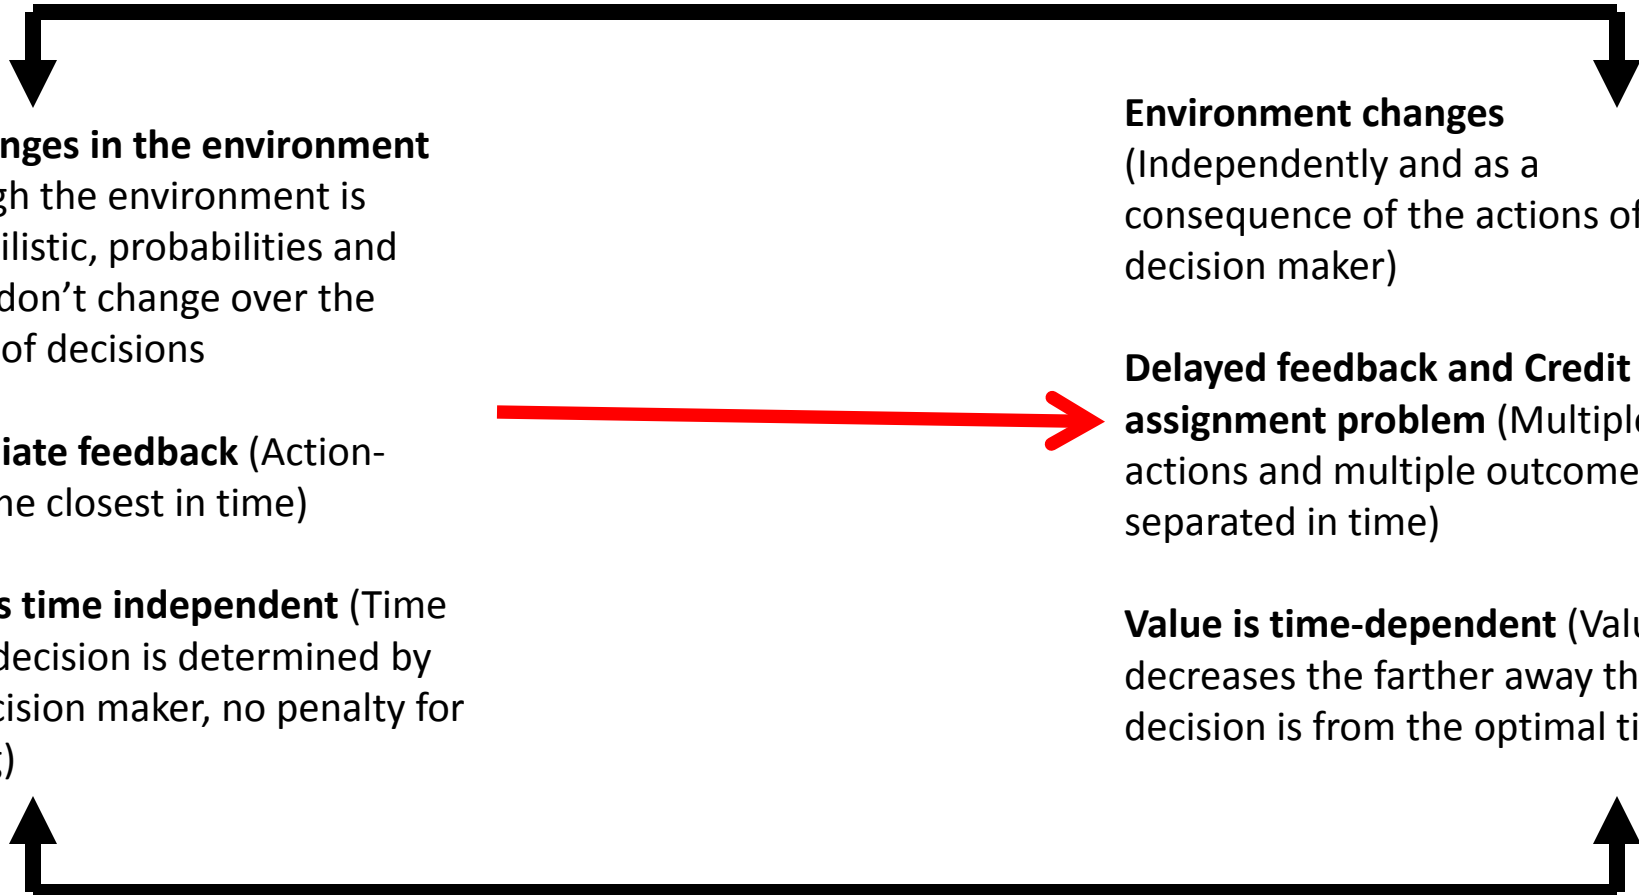 nges in the environment
gh the environment is
ilistic, probabilities and
don’t change over the
of decisions
iate feedback (Action-
ne closest in time)
s time independent (Time
decision is determined by
cision maker, no penalty for
g)
Environment changes
(Independently and as a
consequence of the actions of
decision maker)
Delayed feedback and Credit
assignment problem (Multiple
actions and multiple outcome
separated in time)
Value is time-dependent (Valu
decreases the farther away th
decision is from the optimal ti